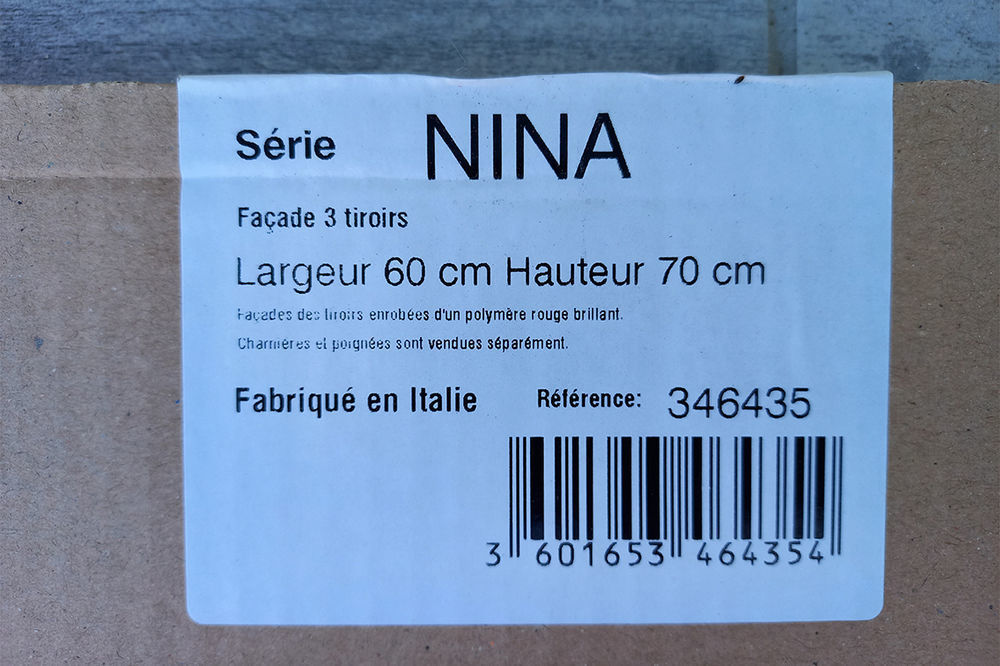 Série NINA
Façade 3 tiroirs
Largeur 60 cm Hauteur 70 cm
Façades des tiroirs enrobées d'un polymère rouge brillant.
Charnières et poignées sont vendues séparément.
Fabriqué en Italie Référence: 346435
3 601653 464354